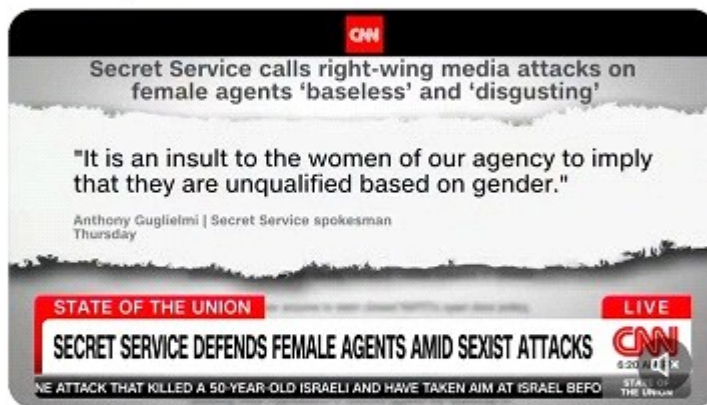 CNN
Secret Service calls right-wing media attacks on
female agents ‘baseless’ and ‘disgusting’
"It is an insult to the women of our agency to imply
that they are unqualified based on gender."
Anthony Guglielmi | Secret Service spokesman
Thursday
STATE OF THE UNION
LIVE
SECRET SERVICE DEFENDS FEMALE AGENTS AMID SEXIST ATTACKS
CNN
6:20
NE ATTACK THAT KILLED A 50-YEAR-OLD ISRAELI AND HAVE TAKEN AIM AT ISRAEL BEFO
THE UNION